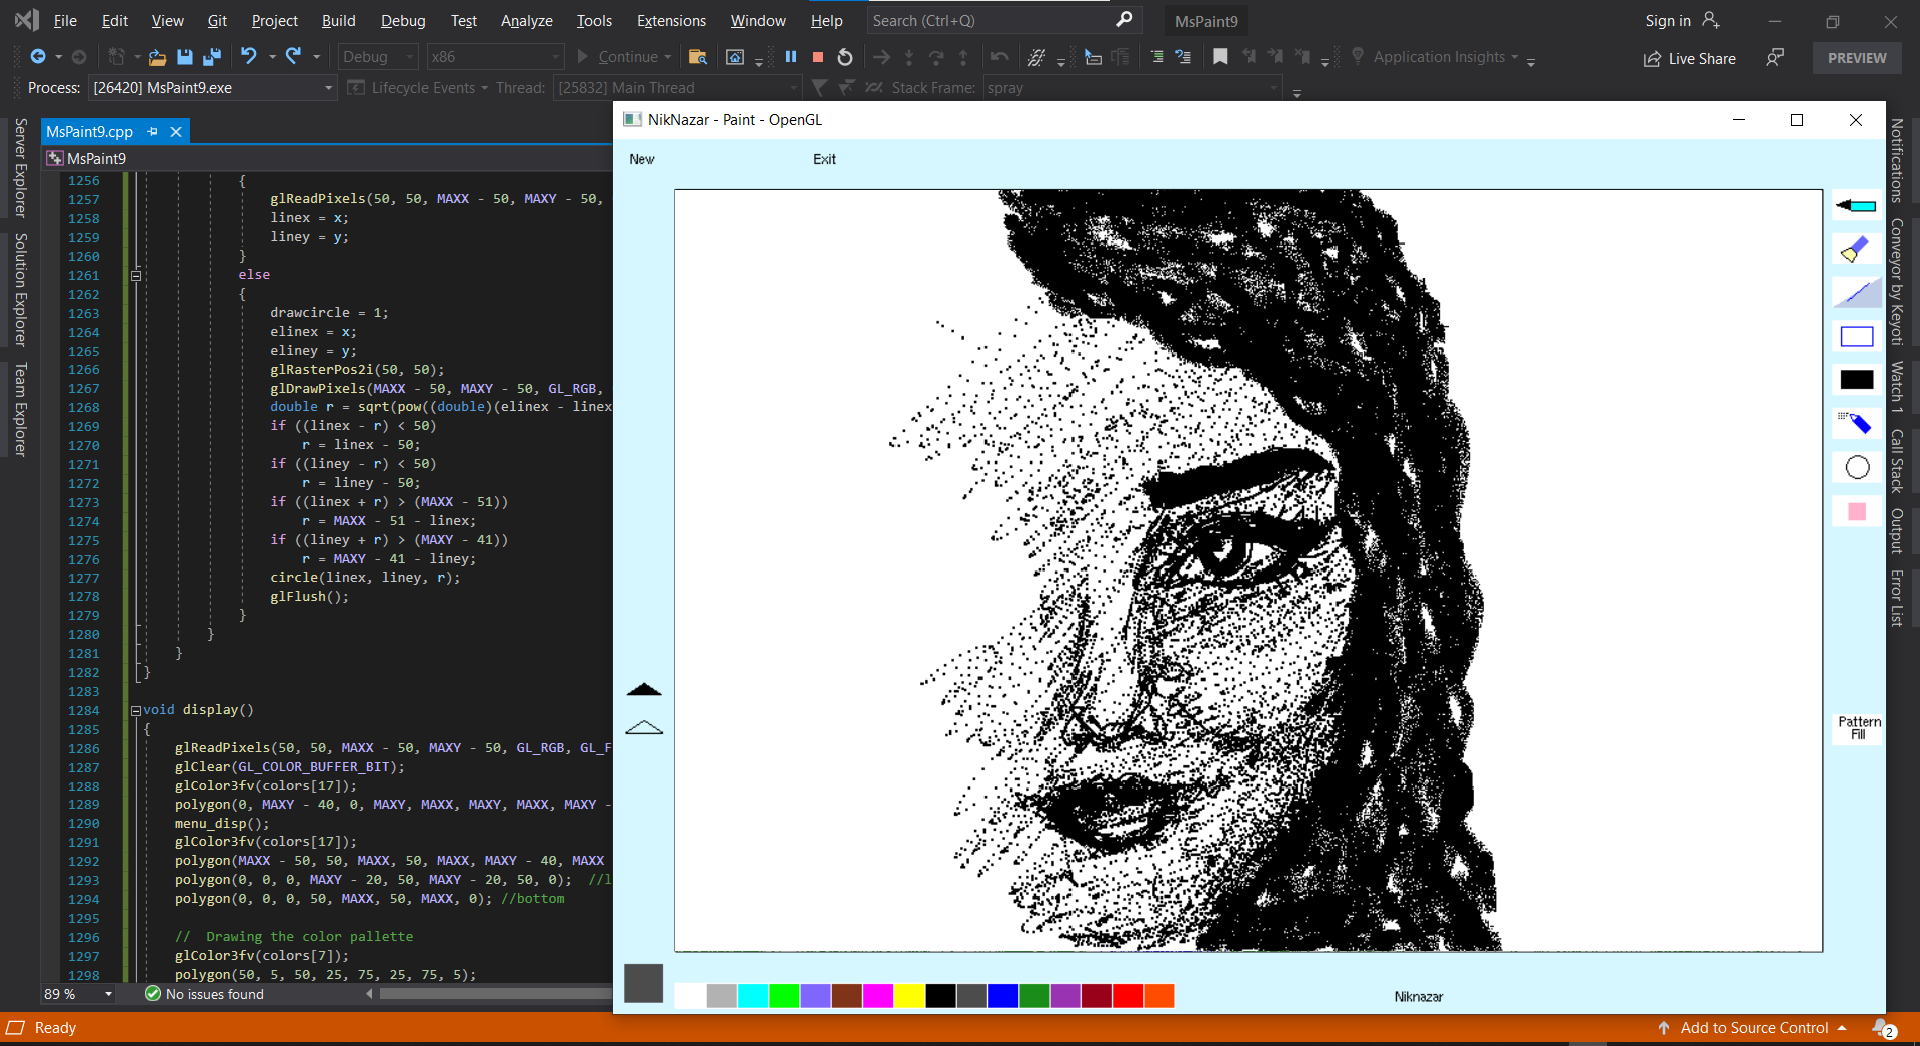 File Edit View Git Project Build Debug Test Analyze Tools Extensions Window Help Search (Ctrl+Q) MsPaint9 Sign in
Debug x86 Continue Application Insights Live Share PREVIEW
Process: [26420] MsPaint9.exe Lifecycle Events Thread: [25832] Main Thread Stack Frame: spray
Server Explorer
Solution Explorer
Team Explorer
MsPaint9.cpp
MsPaint9
1256 {
1257 glReadPixels(50, 50, MAXX - 50, MAXY - 50,
1258 linex = x;
1259 liney = y;
1260 }
1261 else
1262 {
1263 drawcircle = 1;
1264 elinex = x;
1265 eliney = y;
1266 glRasterPos2i(50, 50);
1267 glDrawPixels(MAXX - 50, MAXY - 50, GL_RGB,
1268 double r = sqrt(pow((double)(elinex - linex
1269 if ((linex - r) < 50)
1270 r = linex - 50;
1271 if ((liney - r) < 50)
1272 r = liney - 50;
1273 if ((linex + r) > (MAXX - 51))
1274 r = MAXX - 51 - linex;
1275 if ((liney + r) > (MAXY - 41))
1276 r = MAXY - 41 - liney;
1277 circle(linex, liney, r);
1278 glFlush();
1279 }
1280 }
1281 }
1282 }
1283
1284 void display()
1285 {
1286 glReadPixels(50, 50, MAXX - 50, MAXY - 50, GL_RGB, GL_F
1287 glClear(GL_COLOR_BUFFER_BIT);
1288 glColor3fv(colors[17]);
1289 polygon(0, MAXY - 40, 0, MAXY, MAXX, MAXY, MAXX, MAXY -
1290 menu_disp();
1291 glColor3fv(colors[17]);
1292 polygon(MAXX - 50, 50, MAXX, 50, MAXX, MAXY - 40, MAXX
1293 polygon(0, 0, 0, MAXY - 20, 50, MAXY - 20, 50, 0); //l
1294 polygon(0, 0, 0, 50, MAXX, 50, MAXX, 0); //bottom
1295
1296 // Drawing the color pallette
1297 glColor3fv(colors[7]);
1298 polygon(50, 5, 50, 25, 75, 25, 75, 5);
89 % No issues found
NikNazar - Paint - OpenGL
New Exit
Pattern
Fill
Niknazar
Notifications
Conveyor by Keyoti
Watch 1
Call Stack
Output
Error List
Ready Add to Source Control 2